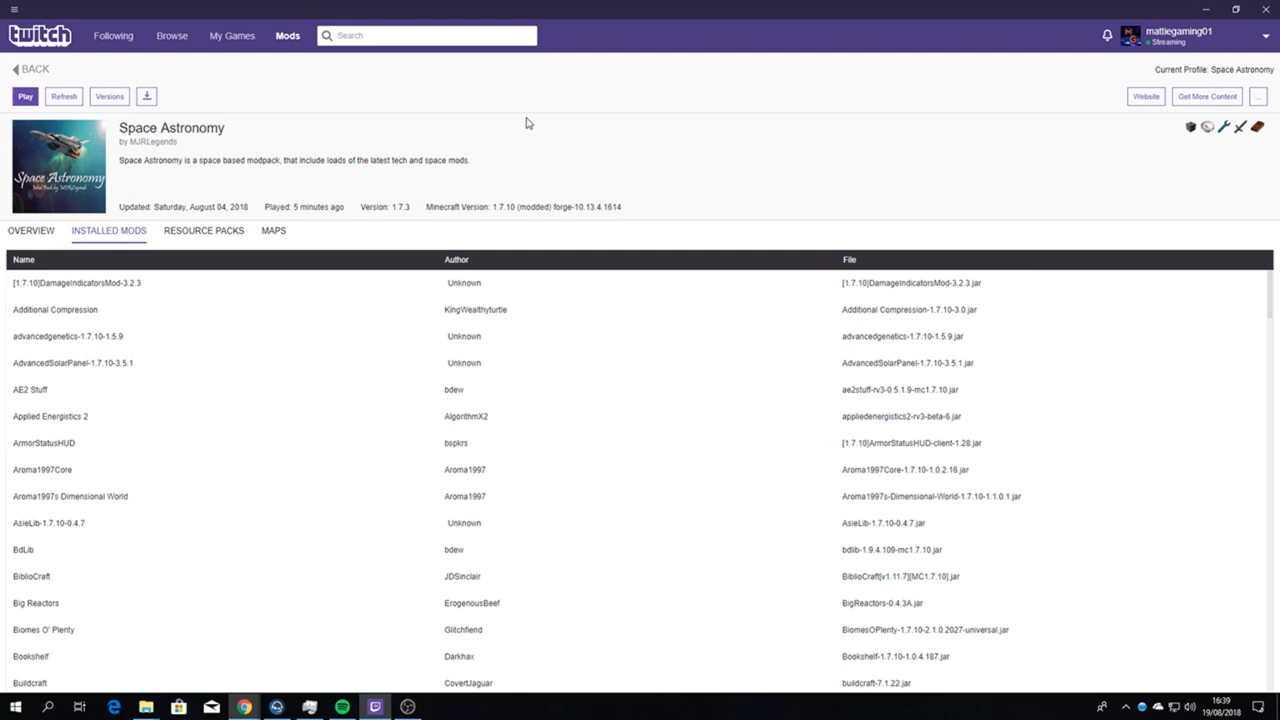 twitch Following Browse My Games Mods Search mattiegaming01
Streaming
BACK Current Profile: Space Astronomy
Play Refresh Versions Website Get More Content ...
Space Astronomy
by MJRLegends
Space Astronomy is a space based modpack, that include loads of the latest tech and space mods.
Space Astronomy
Mod Pack by MJRLegends
Updated: Saturday, August 04, 2018 Played: 5 minutes ago Version: 1.7.3 Minecraft Version: 1.7.10 (modded) forge-10.13.4.1614
OVERVIEW INSTALLED MODS RESOURCE PACKS MAPS
Name Author File
[1.7.10]DamageIndicatorsMod-3.2.3 Unknown [1.7.10]DamageIndicatorsMod-3.2.3.jar
Additional Compression KingWealthyturtle Additional Compression-1.7.10-3.0.jar
advancedgenetics-1.7.10-1.5.9 Unknown advancedgenetics-1.7.10-1.5.9.jar
AdvancedSolarPanel-1.7.10-3.5.1 Unknown AdvancedSolarPanel-1.7.10-3.5.1.jar
AE2 Stuff bdew ae2stuff-rv3-0.5.1.9-mc1.7.10.jar
Applied Energistics 2 AlgorithmX2 appliedenergistics2-rv3-beta-6.jar
ArmorStatusHUD bspkrs [1.7.10]ArmorStatusHUD-client-1.28.jar
Aroma1997Core Aroma1997 Aroma1997Core-1.7.10-1.0.2.16.jar
Aroma1997s Dimensional World Aroma1997 Aroma1997s-Dimensional-World-1.7.10-1.1.0.1.jar
AsieLib-1.7.10-0.4.7 Unknown AsieLib-1.7.10-0.4.7.jar
BdLib bdew bdlib-1.9.4.109-mc1.7.10.jar
BiblioCraft JDSinclair BiblioCraft[v1.11.7][MC1.7.10].jar
Big Reactors ErogenousBeef BigReactors-0.4.3A.jar
Biomes O' Plenty Glitchfiend BiomesOPlenty-1.7.10-2.1.0.2027-universal.jar
Bookshelf Darkhax Bookshelf-1.7.10-1.0.4.187.jar
Buildcraft CovertJaguar buildcraft-7.1.22.jar
16:39
19/08/2018